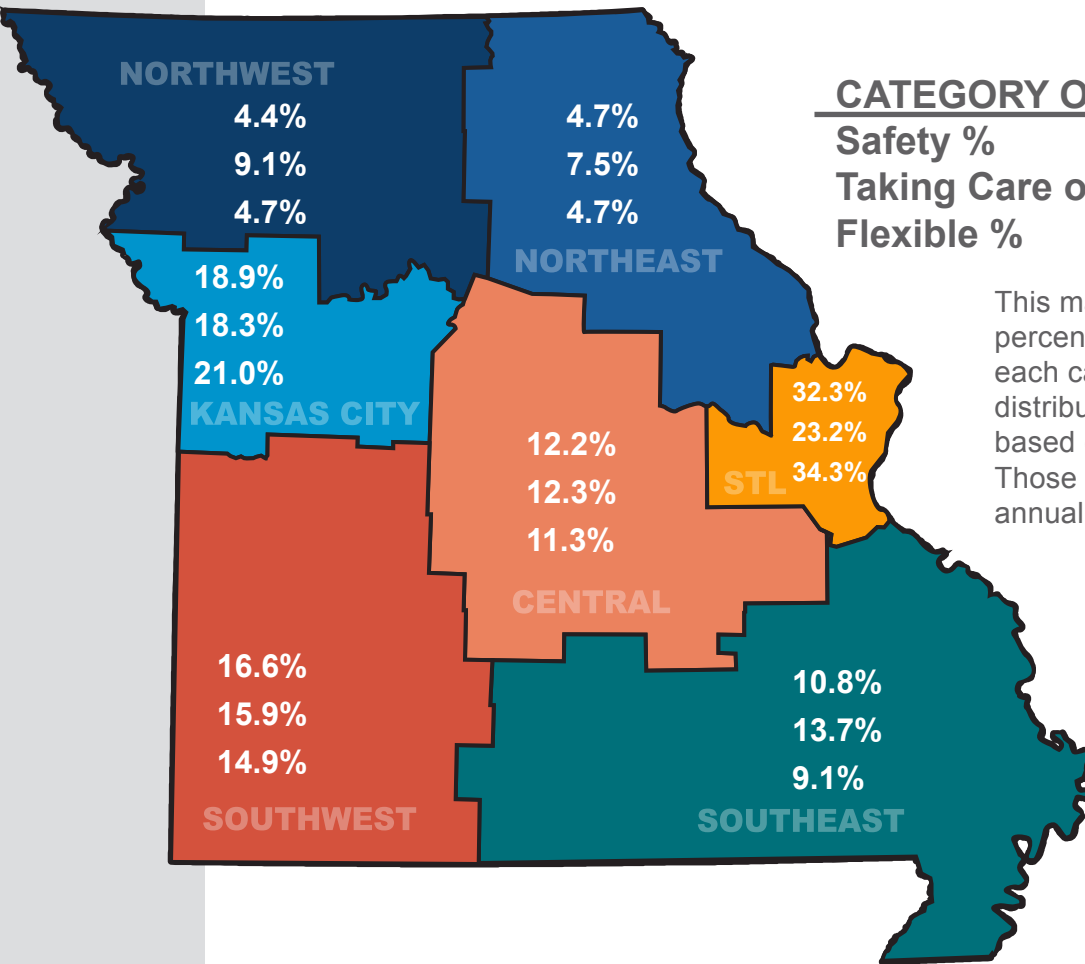 NORTHWEST
4.4%
9.1%
4.7%
4.7%
7.5%
4.7%
NORTHEAST
CATEGORY O
Safety %
Taking Care o
Flexible %
18.9%
18.3%
21.0%
KANSAS CITY
This m
percen
each ca
distribu
based
Those
annual
32.3%
23.2%
34.3%
STL
12.2%
12.3%
11.3%
CENTRAL
16.6%
15.9%
14.9%
SOUTHWEST
10.8%
13.7%
9.1%
SOUTHEAST